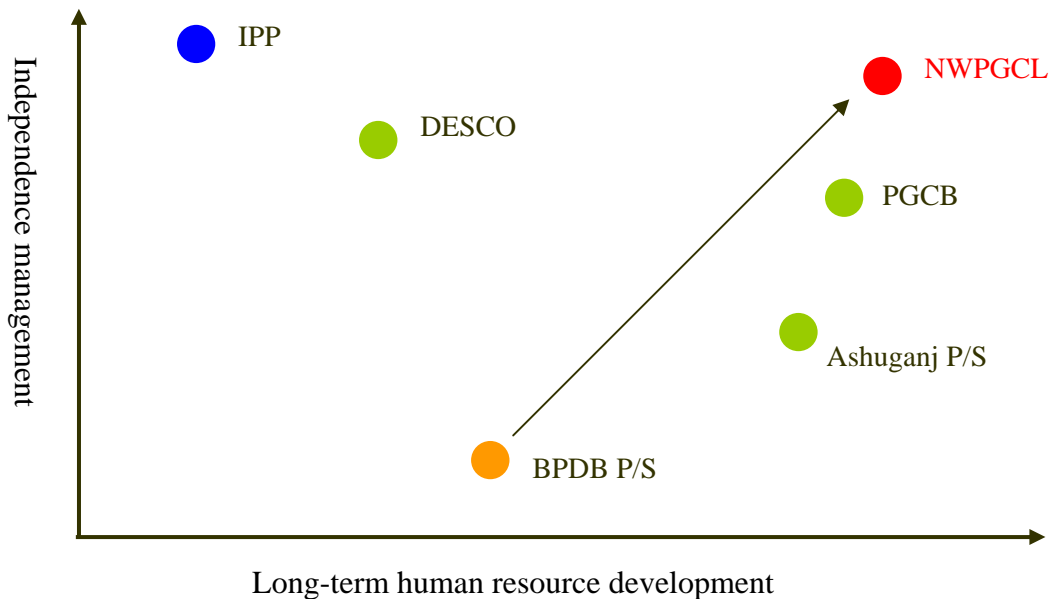 IPP
NWPGCL
DESCO
PGCB
Ashuganj P/S
BPDB P/S
Independence management
Long-term human resource development